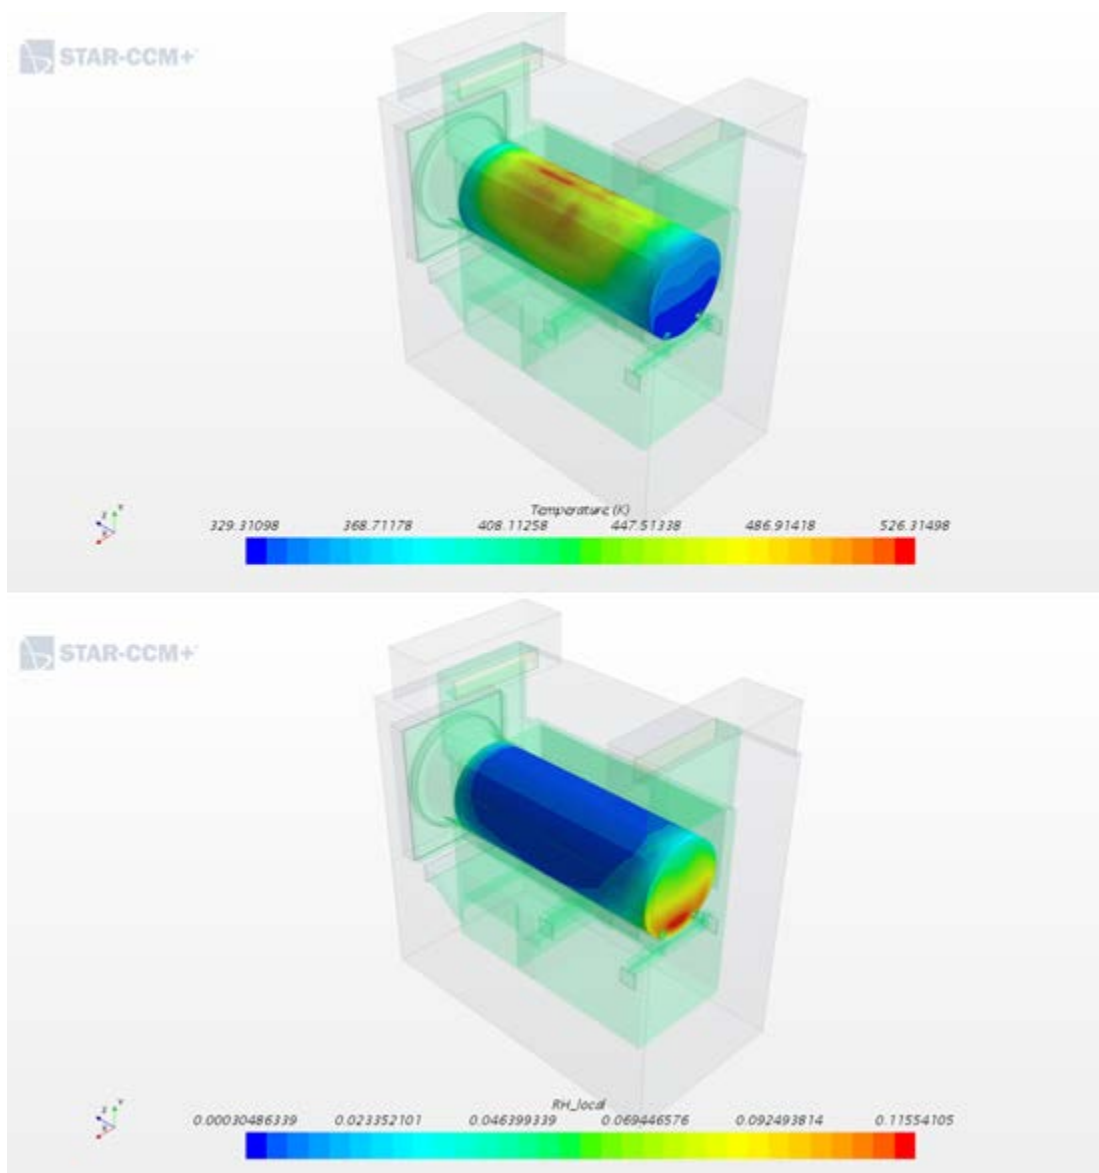 STAR-CCM+
Temperature (K)
329.31098 368.71178 408.11258 447.51338 486.91418 526.31498
STAR-CCM+
RH_local
0.00030486339 0.023352101 0.046399339 0.069446576 0.092493814 0.11554105